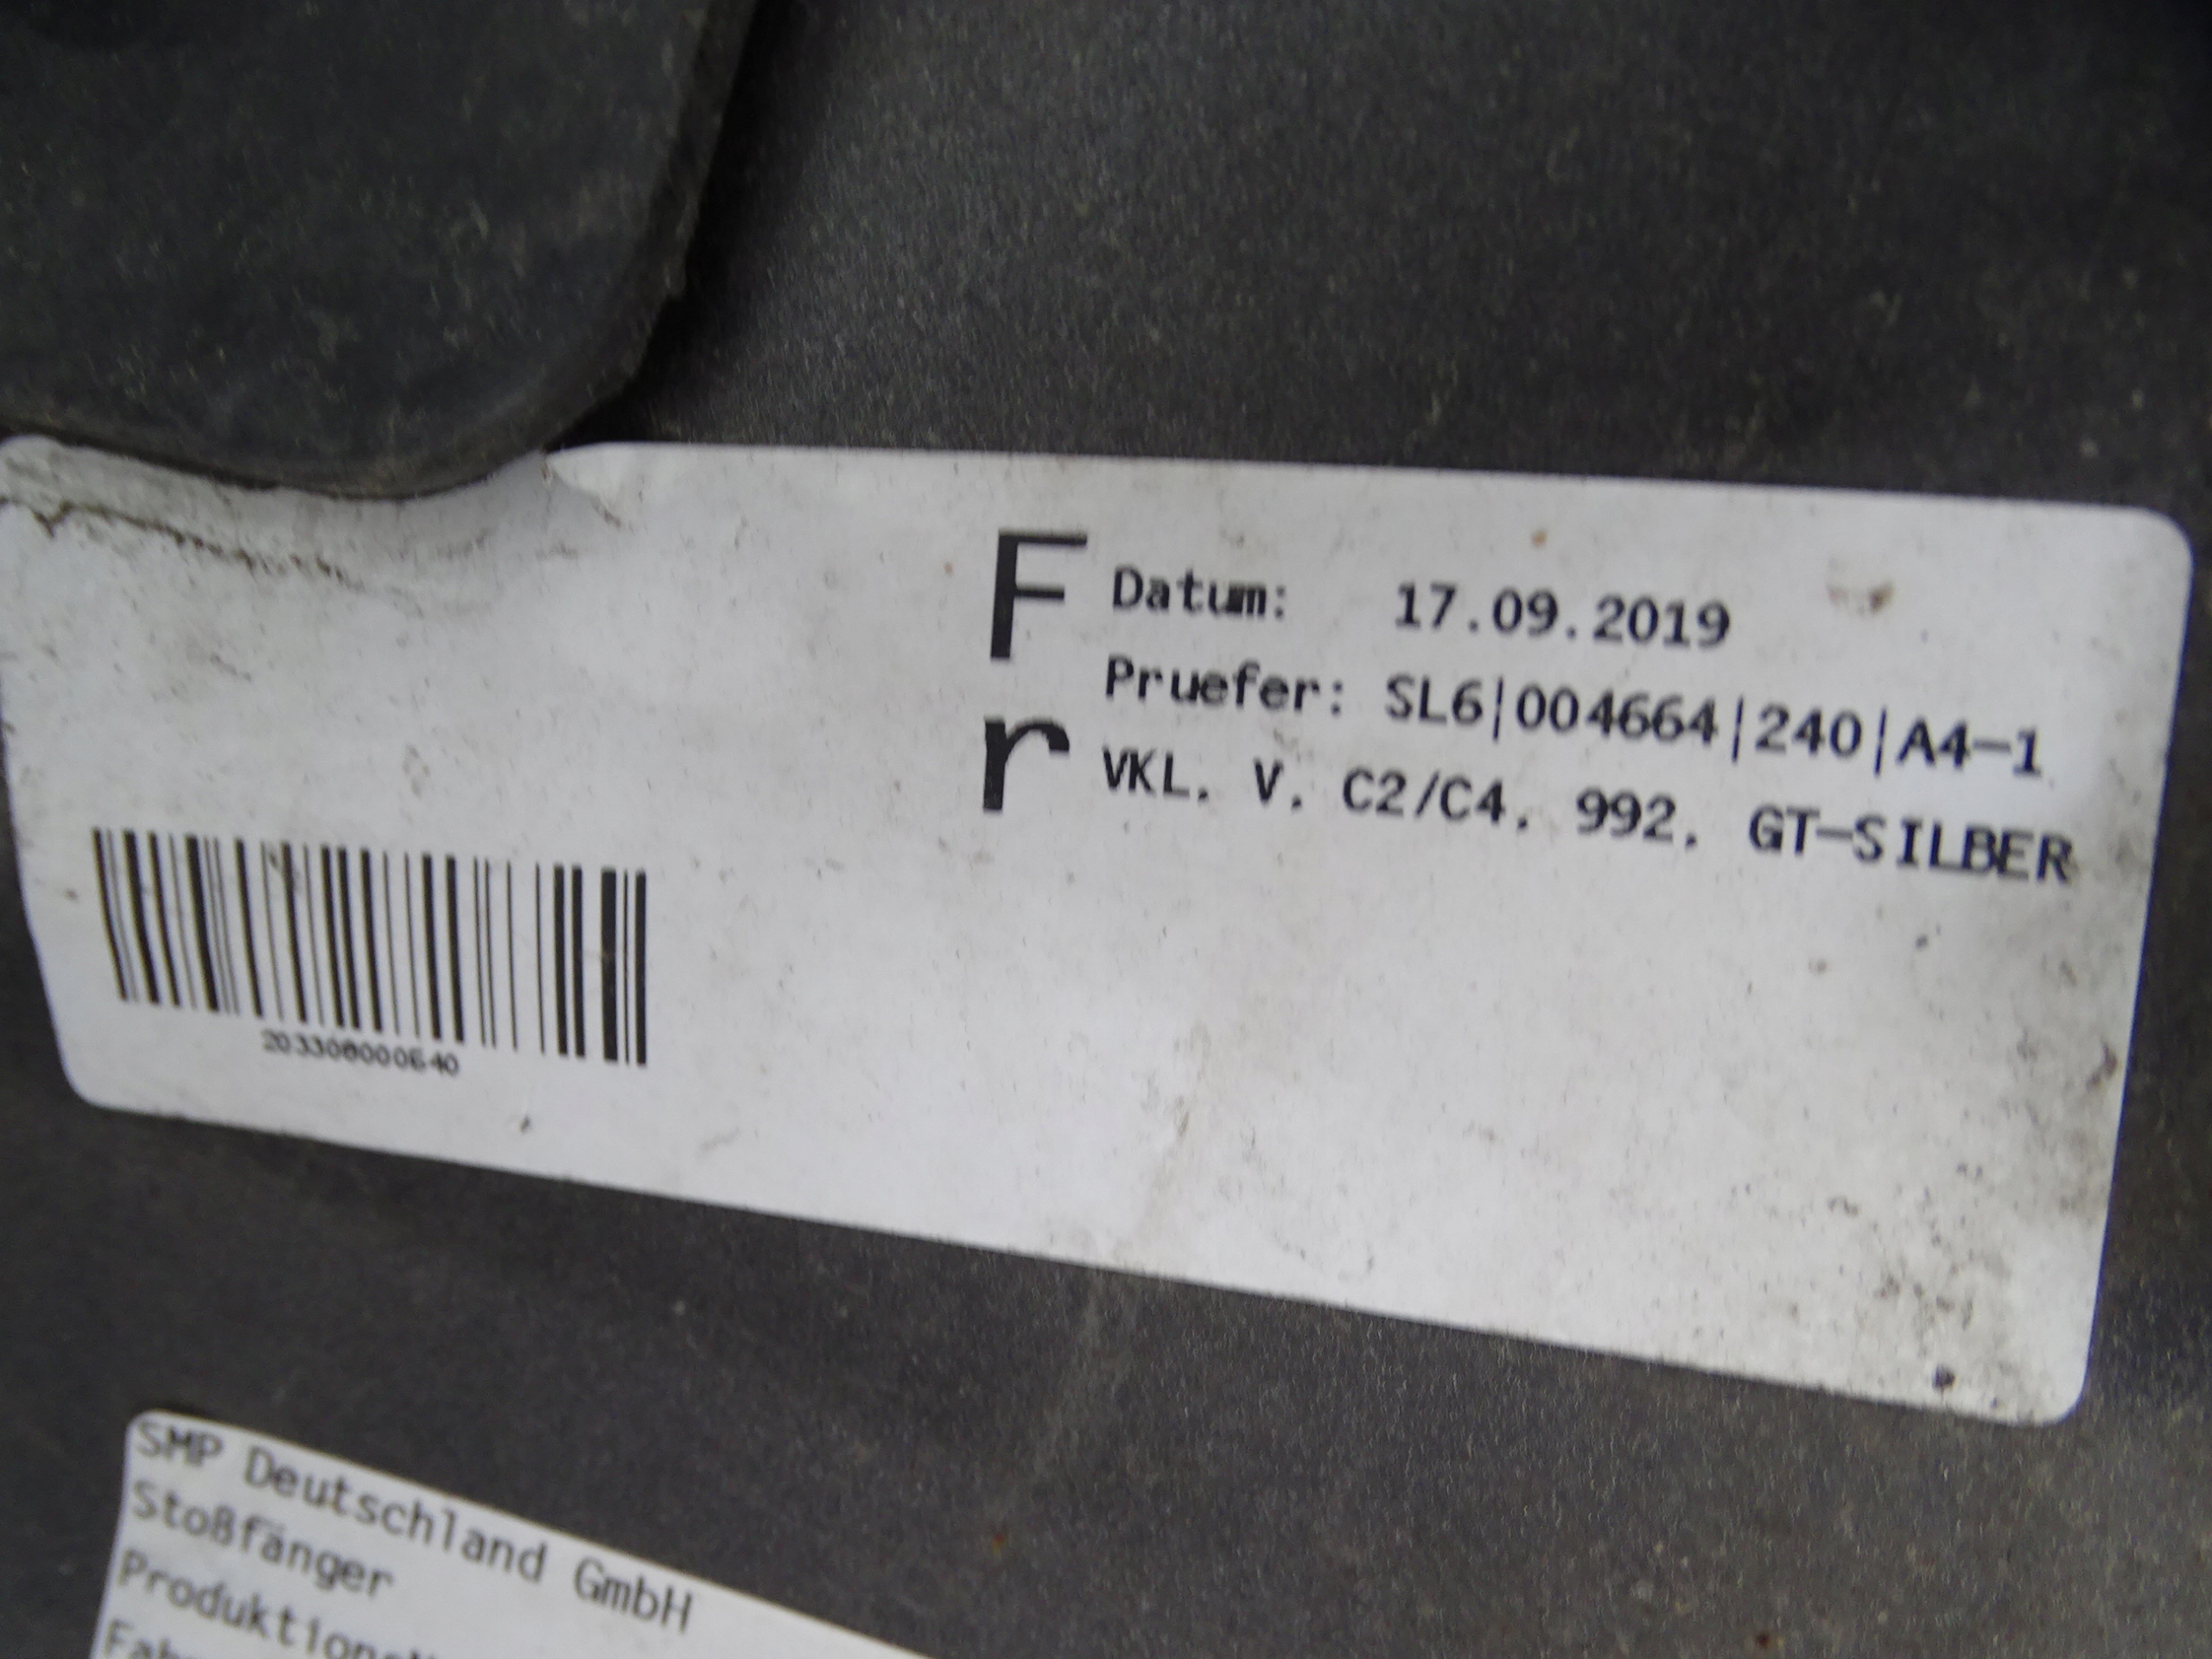 F
r
Datum: 17.09.2019
Pruefer: SL6|004664|240|A4-1
VKL. V. C2/C4. 992. GT-SILBER
203308000640
SMP Deutschland GmbH
Stoßfänger